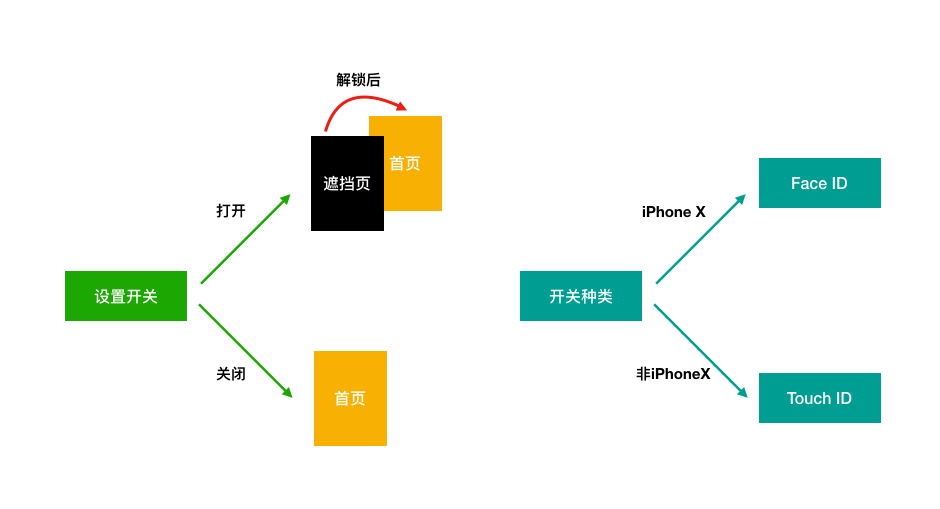 解锁后
首页
遮挡页
打开
设置开关
关闭
首页
Face ID
iPhone X
开关种类
非iPhoneX
Touch ID